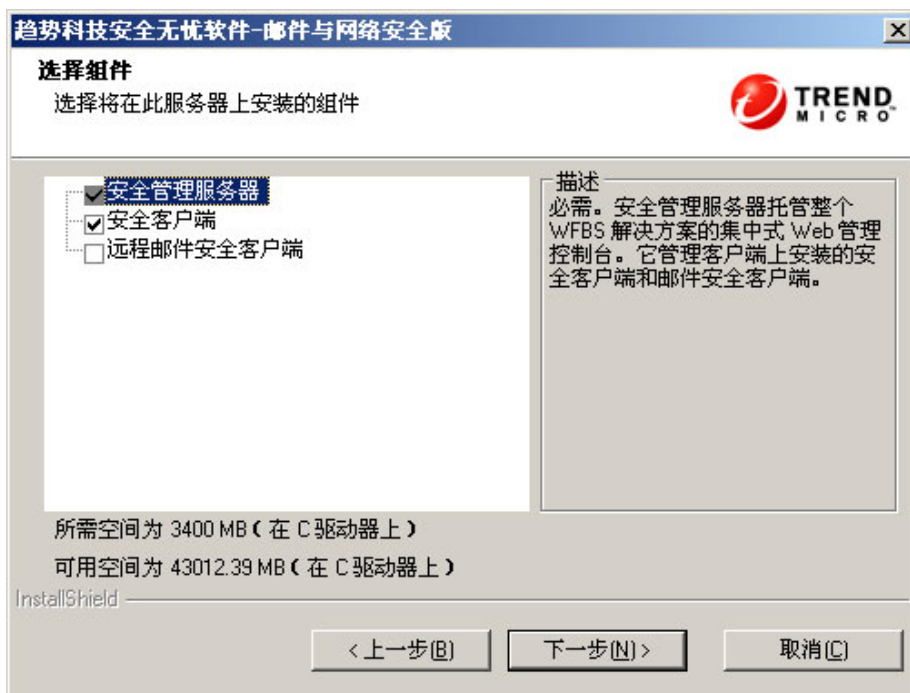 趋势科技安全无忧软件-邮件与网络安全版
选择组件
选择将在此服务器上安装的组件
TREND
MICRO
安全管理服务器
安全客户端
远程邮件安全客户端
描述
必需。安全管理服务器托管整个
WFBS 解决方案的集中式 Web 管理
控制台。它管理客户端上安装的安
全客户端和邮件安全客户端。
所需空间为 3400 MB ( 在 C 驱动器上 )
可用空间为 43012.39 MB ( 在 C 驱动器上 )
InstallShield
< 上一步(B)
下一步(N) >
取消(C)